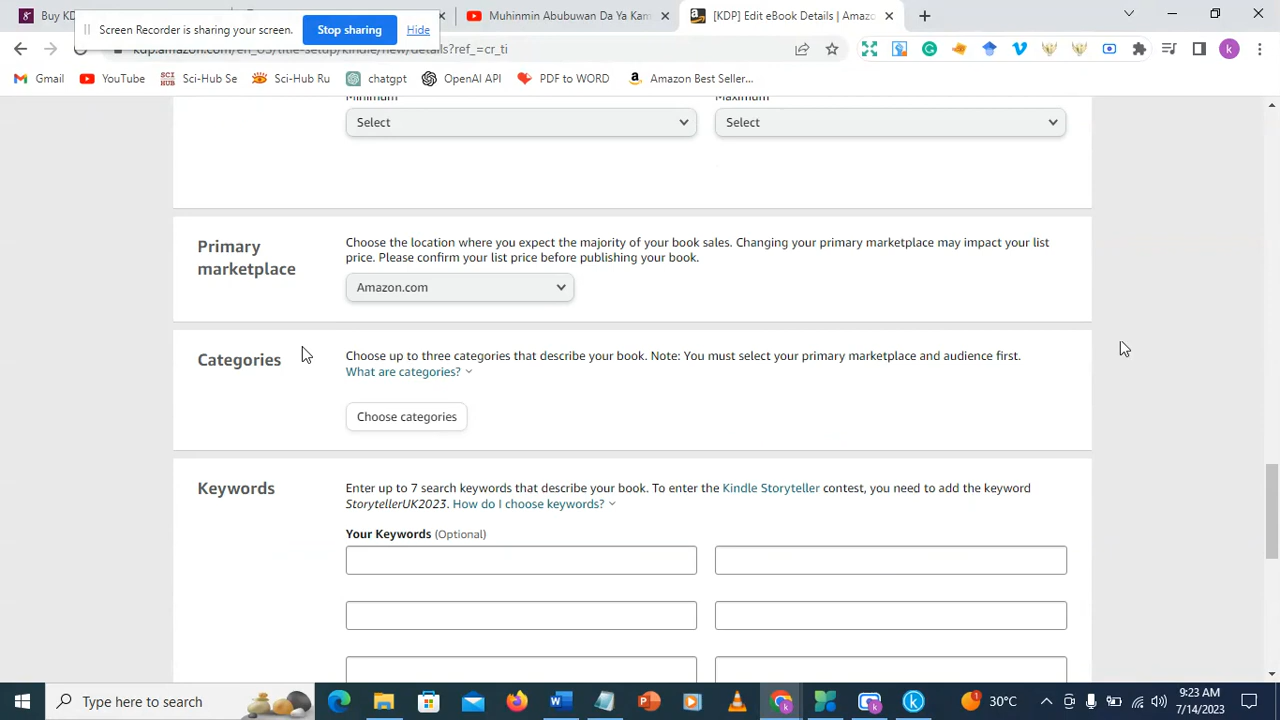 Buy KD
Muhinmin Abubuwan Da Ya Kam
[KDP] Edit eBook Details | Amazo
Screen Recorder is sharing your screen.
Stop sharing
Hide
kdp.amazon.com/en_US/title-setup/kindle/new/details?ref_=cr_ti
Gmail
YouTube
SCI HUB
Sci-Hub Se
Sci-Hub Ru
chatgpt
OpenAI API
PDF to WORD
Amazon Best Seller...
Minimum
Maximum
Select
Select
Primary
marketplace
Choose the location where you expect the majority of your book sales. Changing your primary marketplace may impact your list
price. Please confirm your list price before publishing your book.
Amazon.com
Categories
Choose up to three categories that describe your book. Note: You must select your primary marketplace and audience first.
What are categories?
Choose categories
Keywords
Enter up to 7 search keywords that describe your book. To enter the Kindle Storyteller contest, you need to add the keyword
StorytellerUK2023. How do I choose keywords?
Your Keywords (Optional)
Type here to search
30°C
9:23 AM
7/14/2023